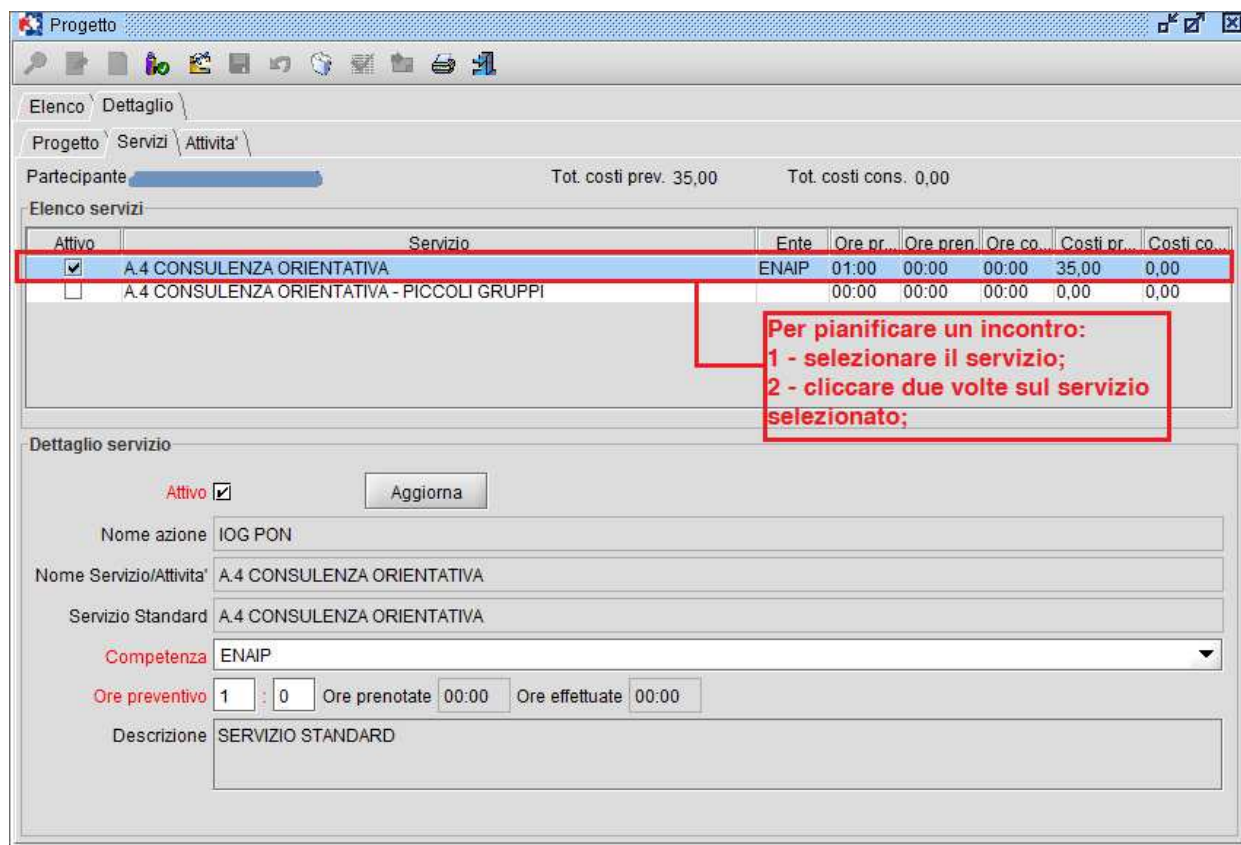 Progetto
Elenco Dettaglio
Progetto Servizi Attivita'
Partecipante Tot. costi prev. 35,00 Tot. costi cons. 0,00
Elenco servizi
Attivo Servizio Ente Ore pr... Ore pren. Ore co... Costi pr... Costi co...
A.4 CONSULENZA ORIENTATIVA ENAIP 01:00 00:00 00:00 35,00 0,00
A.4 CONSULENZA ORIENTATIVA - PICCOLI GRUPPI 00:00 00:00 00:00 0,00 0,00
Per pianificare un incontro:
1 - selezionare il servizio;
2 - cliccare due volte sul servizio
selezionato;
Dettaglio servizio
Attivo Aggiorna
Nome azione IOG PON
Nome Servizio/Attivita' A.4 CONSULENZA ORIENTATIVA
Servizio Standard A.4 CONSULENZA ORIENTATIVA
Competenza ENAIP
Ore preventivo 1 : 0 Ore prenotate 00:00 Ore effettuate 00:00
Descrizione SERVIZIO STANDARD